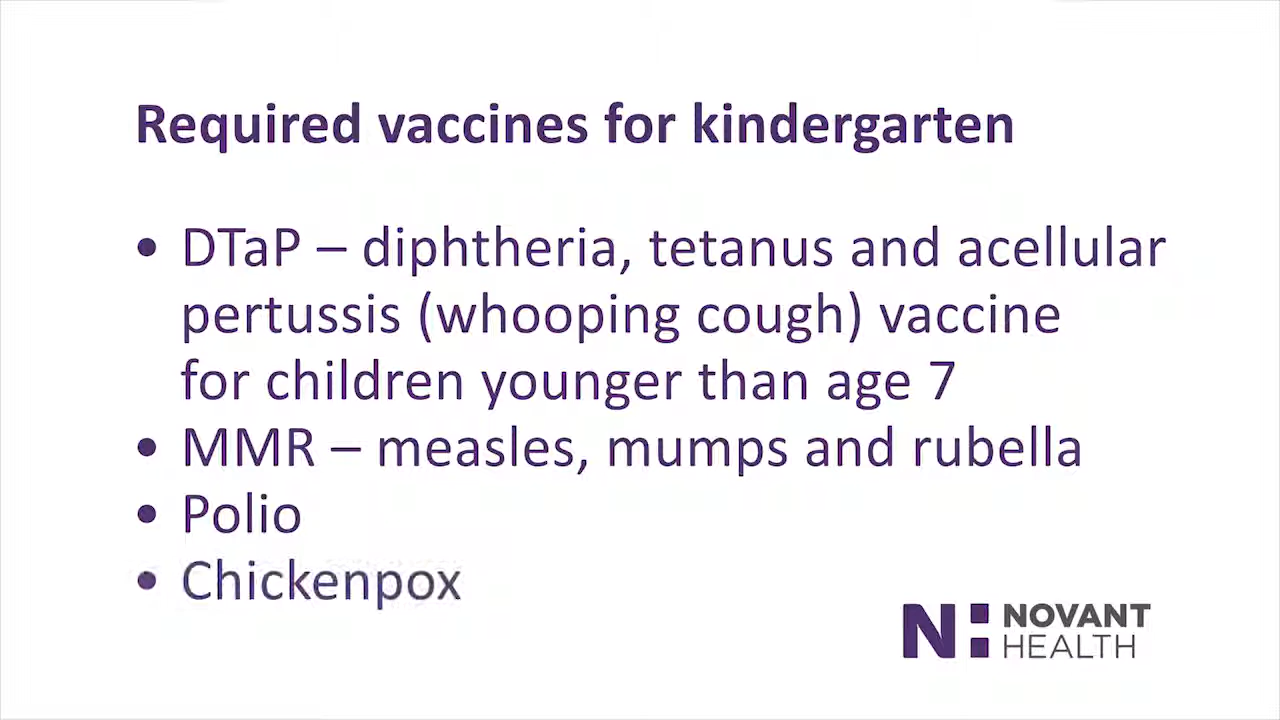 Required vaccines for kindergarten
• DTaP – diphtheria, tetanus and acellular
pertussis (whooping cough) vaccine
for children younger than age 7
• MMR – measles, mumps and rubella
• Polio
• Chickenpox
N NOVANT
HEALTH